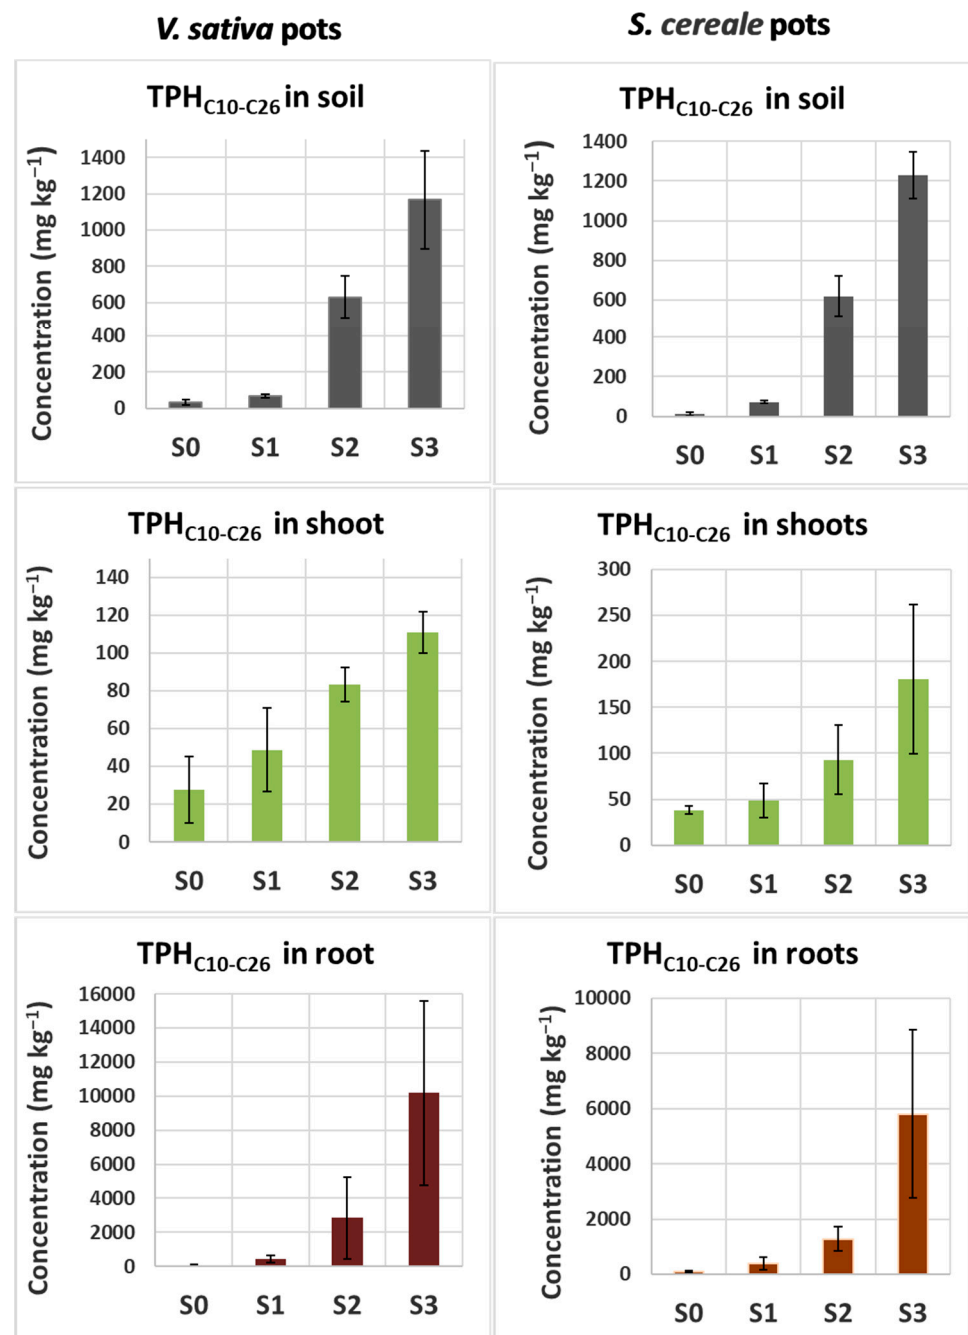 V. sativa pots
S. cereale pots
TPHC10-C26 in soil
Concentration (mg kg−1)
1400
1200
1000
800
600
400
200
0
S0 S1 S2 S3
TPHC10-C26 in soil
Concentration (mg kg−1)
1400
1200
1000
800
600
400
200
0
S0 S1 S2 S3
TPHC10-C26 in shoot
Concentration (mg kg−1)
140
120
100
80
60
40
20
0
S0 S1 S2 S3
TPHC10-C26 in shoots
Concentration (mg kg−1)
300
250
200
150
100
50
0
S0 S1 S2 S3
TPHC10-C26 in root
Concentration (mg kg−1)
16000
14000
12000
10000
8000
6000
4000
2000
0
S0 S1 S2 S3
TPHC10-C26 in roots
Concentration (mg kg−1)
10000
8000
6000
4000
2000
0
S0 S1 S2 S3